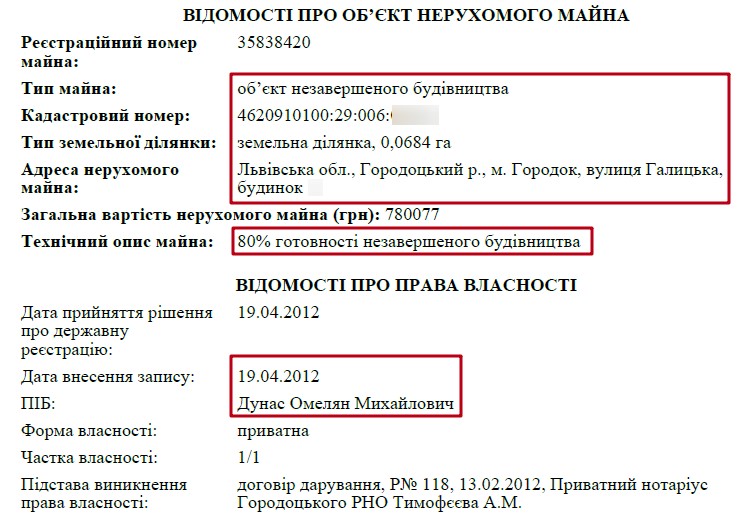 ВІДОМОСТІ ПРО ОБ’ЄКТ НЕРУХОМОГО МАЙНА
Реєстраційний номер 35838420
майна:
Тип майна: об’єкт незавершеного будівництва
Кадастровий номер: 4620910100:29:006:
Тип земельної ділянки: земельна ділянка, 0,0684 га
Адреса нерухомого Львівська обл., Городоцький р., м. Городок, вулиця Галицька,
майна: будинок
Загальна вартість нерухомого майна (грн): 780077
Технічний опис майна: 80% готовності незавершеного будівництва
ВІДОМОСТІ ПРО ПРАВА ВЛАСНОСТІ
Дата прийняття рішення 19.04.2012
про державну
реєстрацію:
Дата внесення запису: 19.04.2012
ПІБ: Дунас Омелян Михайлович
Форма власності: приватна
Частка власності: 1/1
Підстава виникнення договір дарування, Р№ 118, 13.02.2012, Приватний нотаріус
права власності: Городоцького РНО Тимофєєва А.М.